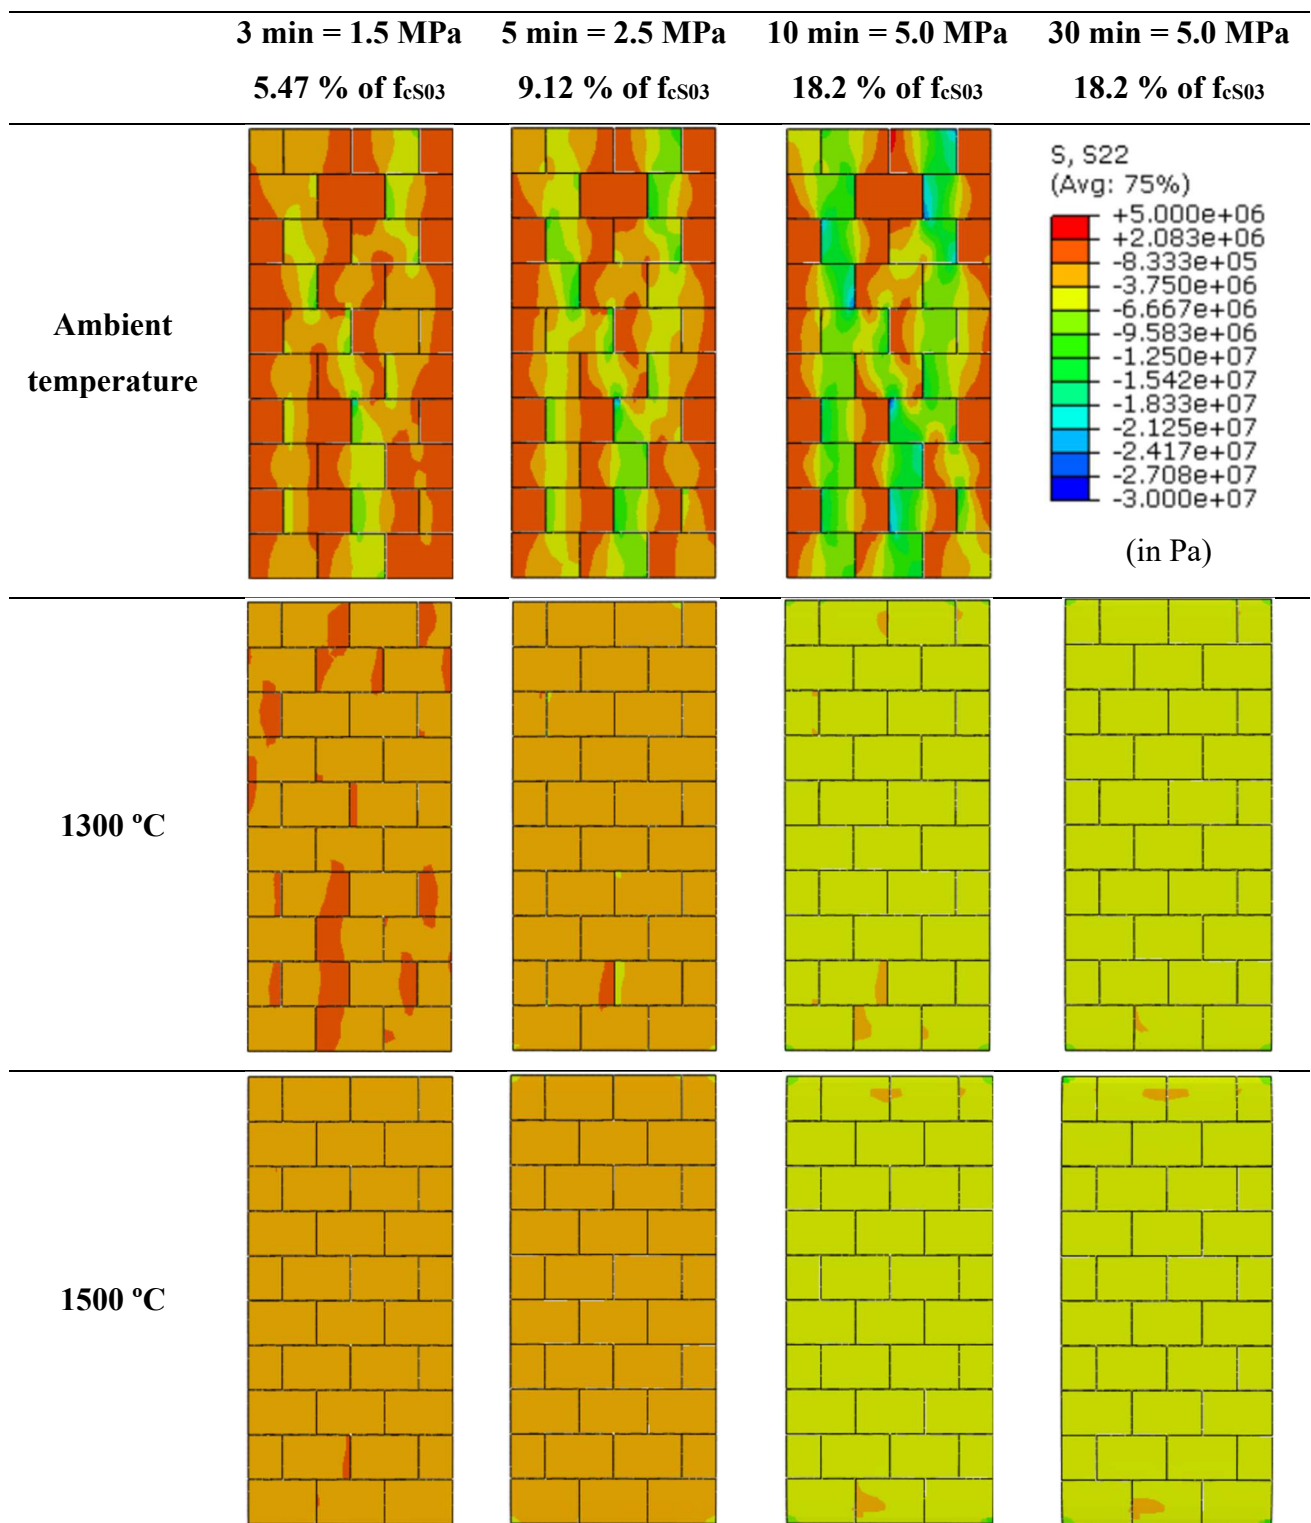 3 min = 1.5 MPa 5 min = 2.5 MPa 10 min = 5.0 MPa 30 min = 5.0 MPa
5.47 % of fcS03 9.12 % of fcS03 18.2 % of fcS03 18.2 % of fcS03
Ambient
temperature
S, S22
(Avg: 75%)
+5.000e+06
+2.083e+06
-8.333e+05
-3.750e+06
-6.667e+06
-9.583e+06
-1.250e+07
-1.542e+07
-1.833e+07
-2.125e+07
-2.417e+07
-2.708e+07
-3.000e+07
(in Pa)
1300 ºC
1500 ºC